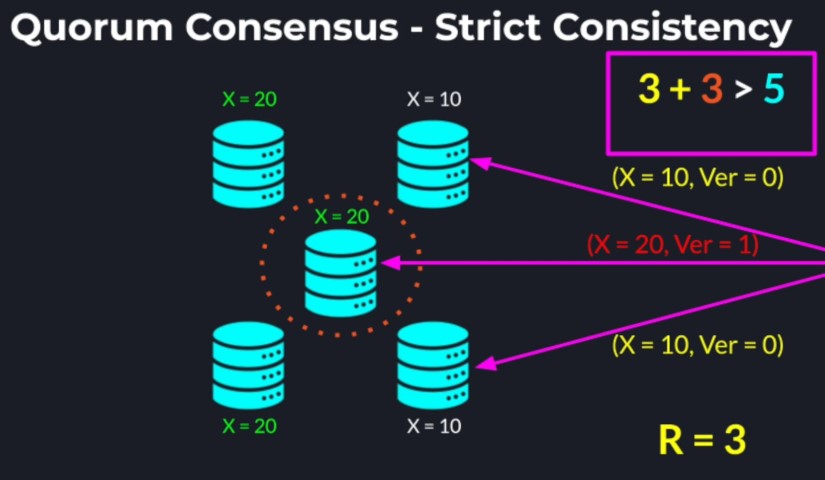 Quorum Consensus - Strict Consistency
3 + 3 > 5
X = 20
X = 10
(X = 10, Ver = 0)
X = 20
(X = 20, Ver = 1)
(X = 10, Ver = 0)
X = 20
X = 10
R = 3